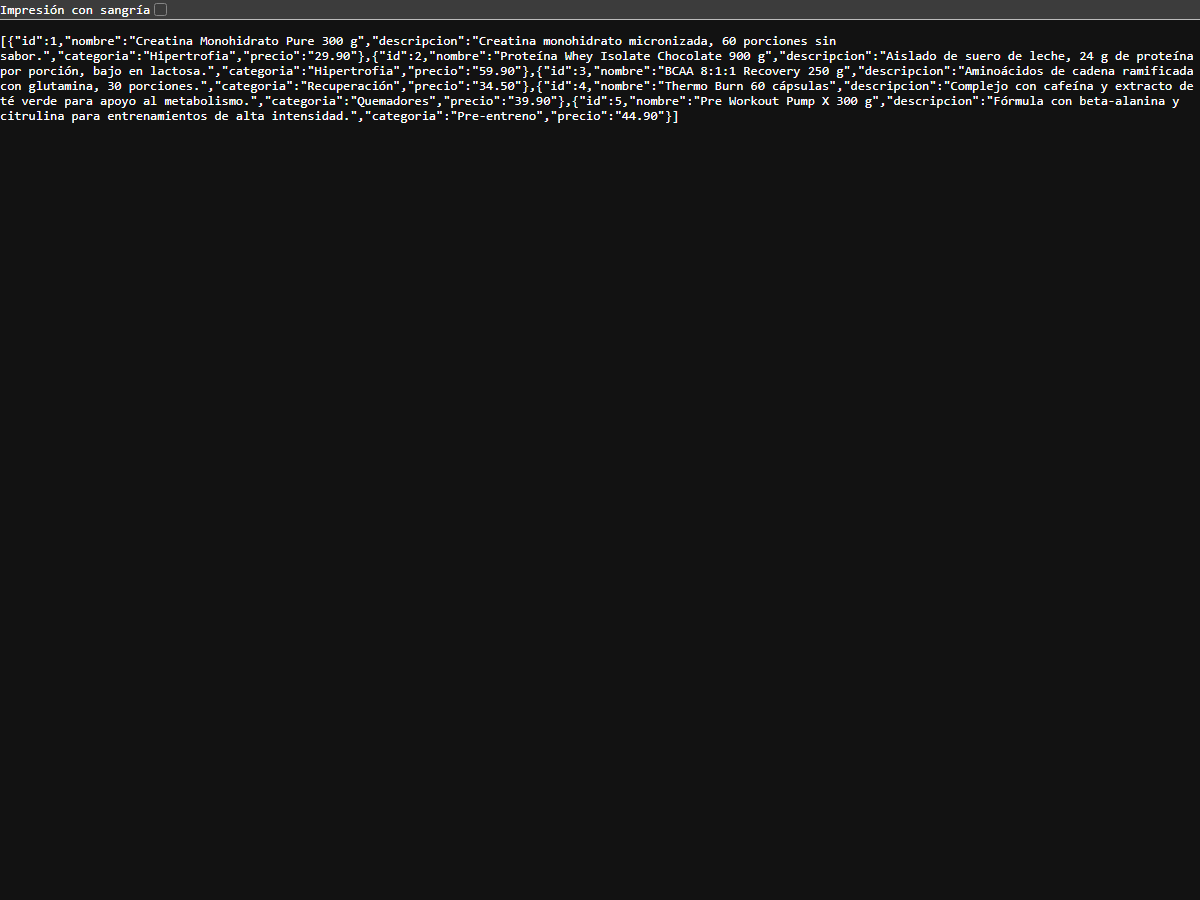 Impresión con sangría
[{"id":1,"nombre":"Creatina Monohidrato Pure 300 g","descripcion":"Creatina monohidrato micronizada, 60 porciones sin
sabor.","categoria":"Hipertrofia","precio":"29.90"},{"id":2,"nombre":"Proteína Whey Isolate Chocolate 900 g","descripcion":"Aislado de suero de leche, 24 g de proteína
por porción, bajo en lactosa.","categoria":"Hipertrofia","precio":"59.90"},{"id":3,"nombre":"BCAA 8:1:1 Recovery 250 g","descripcion":"Aminoácidos de cadena ramificada
con glutamina, 30 porciones.","categoria":"Recuperación","precio":"34.50"},{"id":4,"nombre":"Thermo Burn 60 cápsulas","descripcion":"Complejo con cafeína y extracto de
té verde para apoyo al metabolismo.","categoria":"Quemadores","precio":"39.90"},{"id":5,"nombre":"Pre Workout Pump X 300 g","descripcion":"Fórmula con beta-alanina y
citrulina para entrenamientos de alta intensidad.","categoria":"Pre-entreno","precio":"44.90"}]